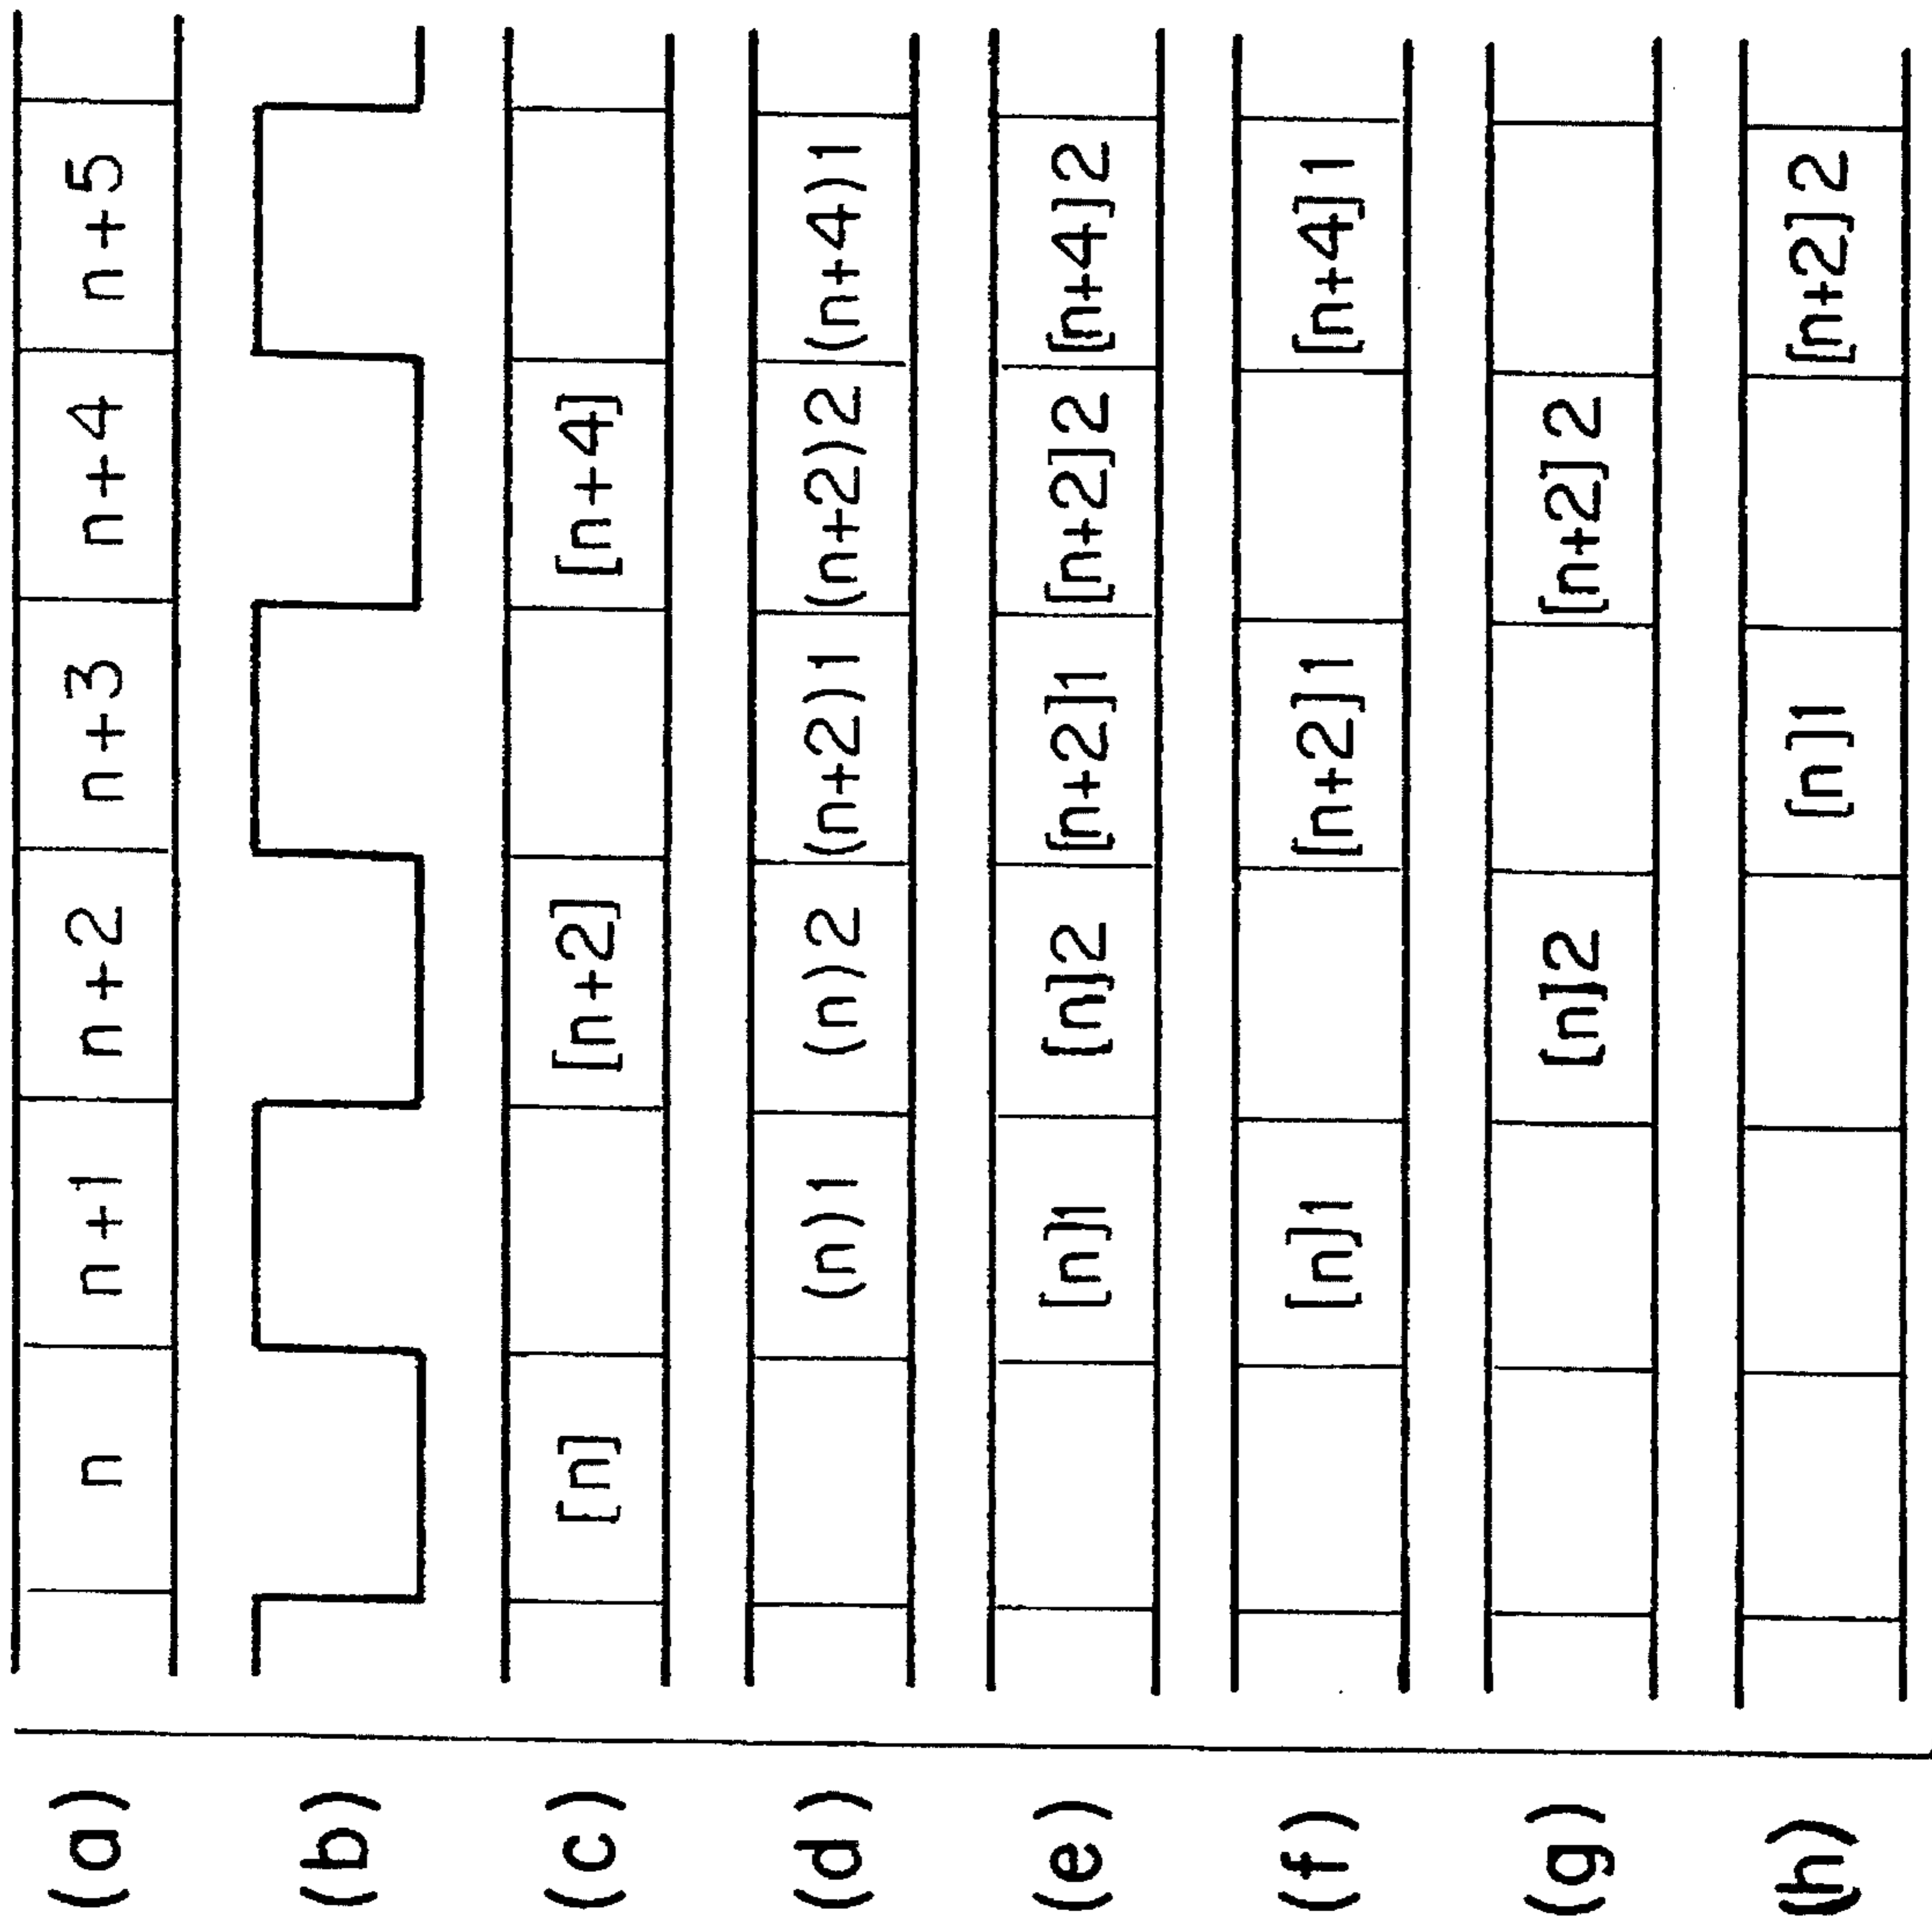 (a) n n+1 n+2 n+3 n+4 n+5
(b)
(c) [n] [n+2] [n+4]
(d) (n)1 (n)2 (n+2)1 (n+2)2 (n+4)1
(e) [n]1 [n]2 [n+2]1 [n+2]2 [n+4]2
(f) [n]1 [n+2]1 [n+4]1
(g) [n]2 [n+2]2
(h) [n]1 [n+2]2